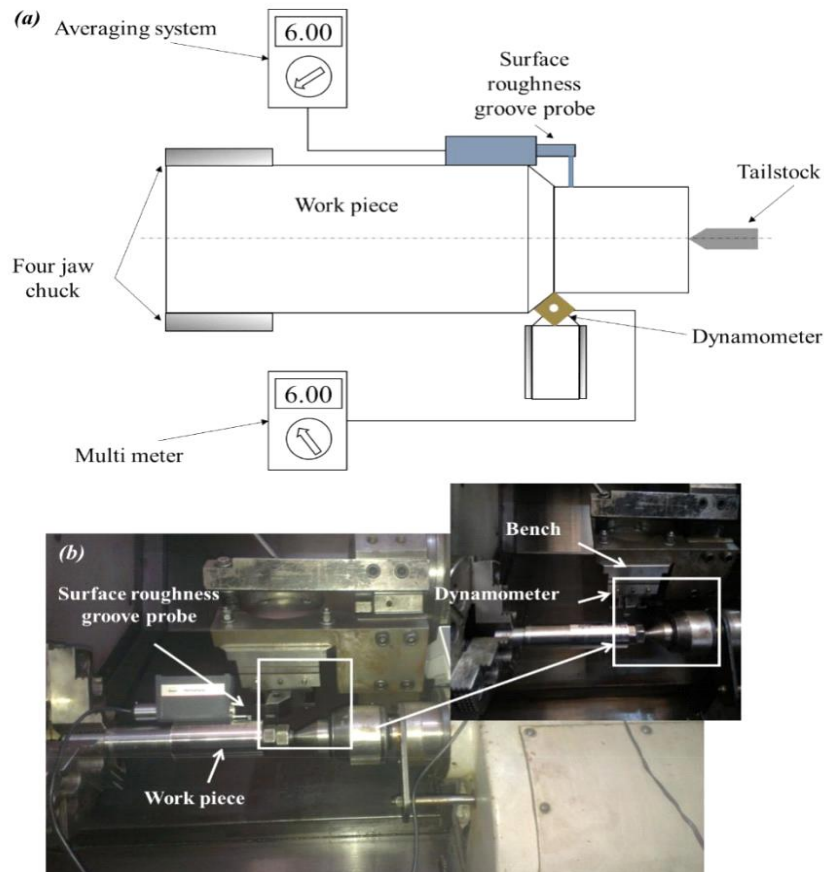 (a)
Averaging system
6.00
Surface
roughness
groove probe
Tailstock
Work piece
Four jaw
chuck
Dynamometer
6.00
Multi meter
(b)
Bench
Dynamometer
Surface roughness
groove probe
Work piece